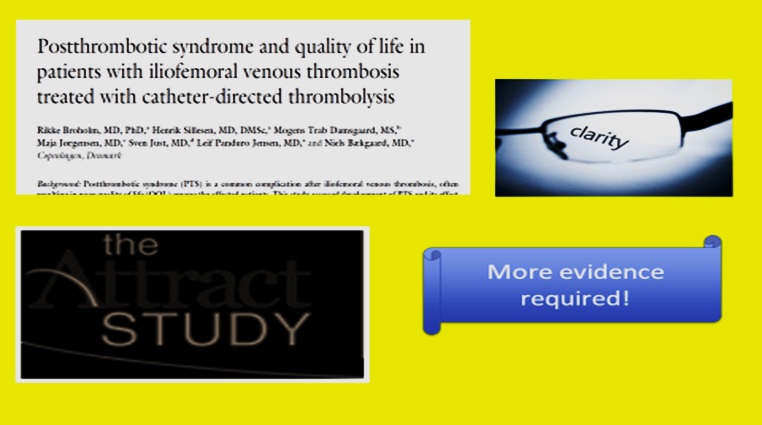 Postthrombotic syndrome and quality of life in
patients with iliofemoral venous thrombosis
treated with catheter-directed thrombolysis
Rikke Broholm, MD, PhD,a Henrik Sillesen, MD, DMSc,a Mogens Trab Damsgaard, MS,b
Maja Jørgensen, MD,c Sven Just, MD,d Leif Panduro Jensen, MD,a and Niels Bækgaard, MD,a
Copenhagen, Denmark
Background: Postthrombotic syndrome (PTS) is a common complication after iliofemoral venous thrombosis, often
clarity
the
Attract
STUDY
More evidence
required!